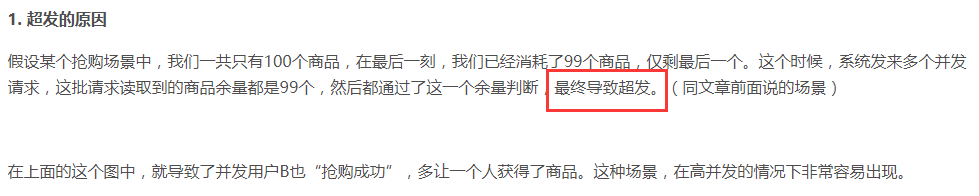 1. 超发的原因
假设某个抢购场景中，我们一共只有100个商品，在最后一刻，我们已经消耗了99个商品，仅剩最后一个。这个时候，系统发来多个并发
请求，这批请求读取到的商品余量都是99个，然后都通过了这一个余量判断，最终导致超发。（同文章前面说的场景）
在上面的这个图中，就导致了并发用户B也“抢购成功”，多让一个人获得了商品。这种场景，在高并发的情况下非常容易出现。